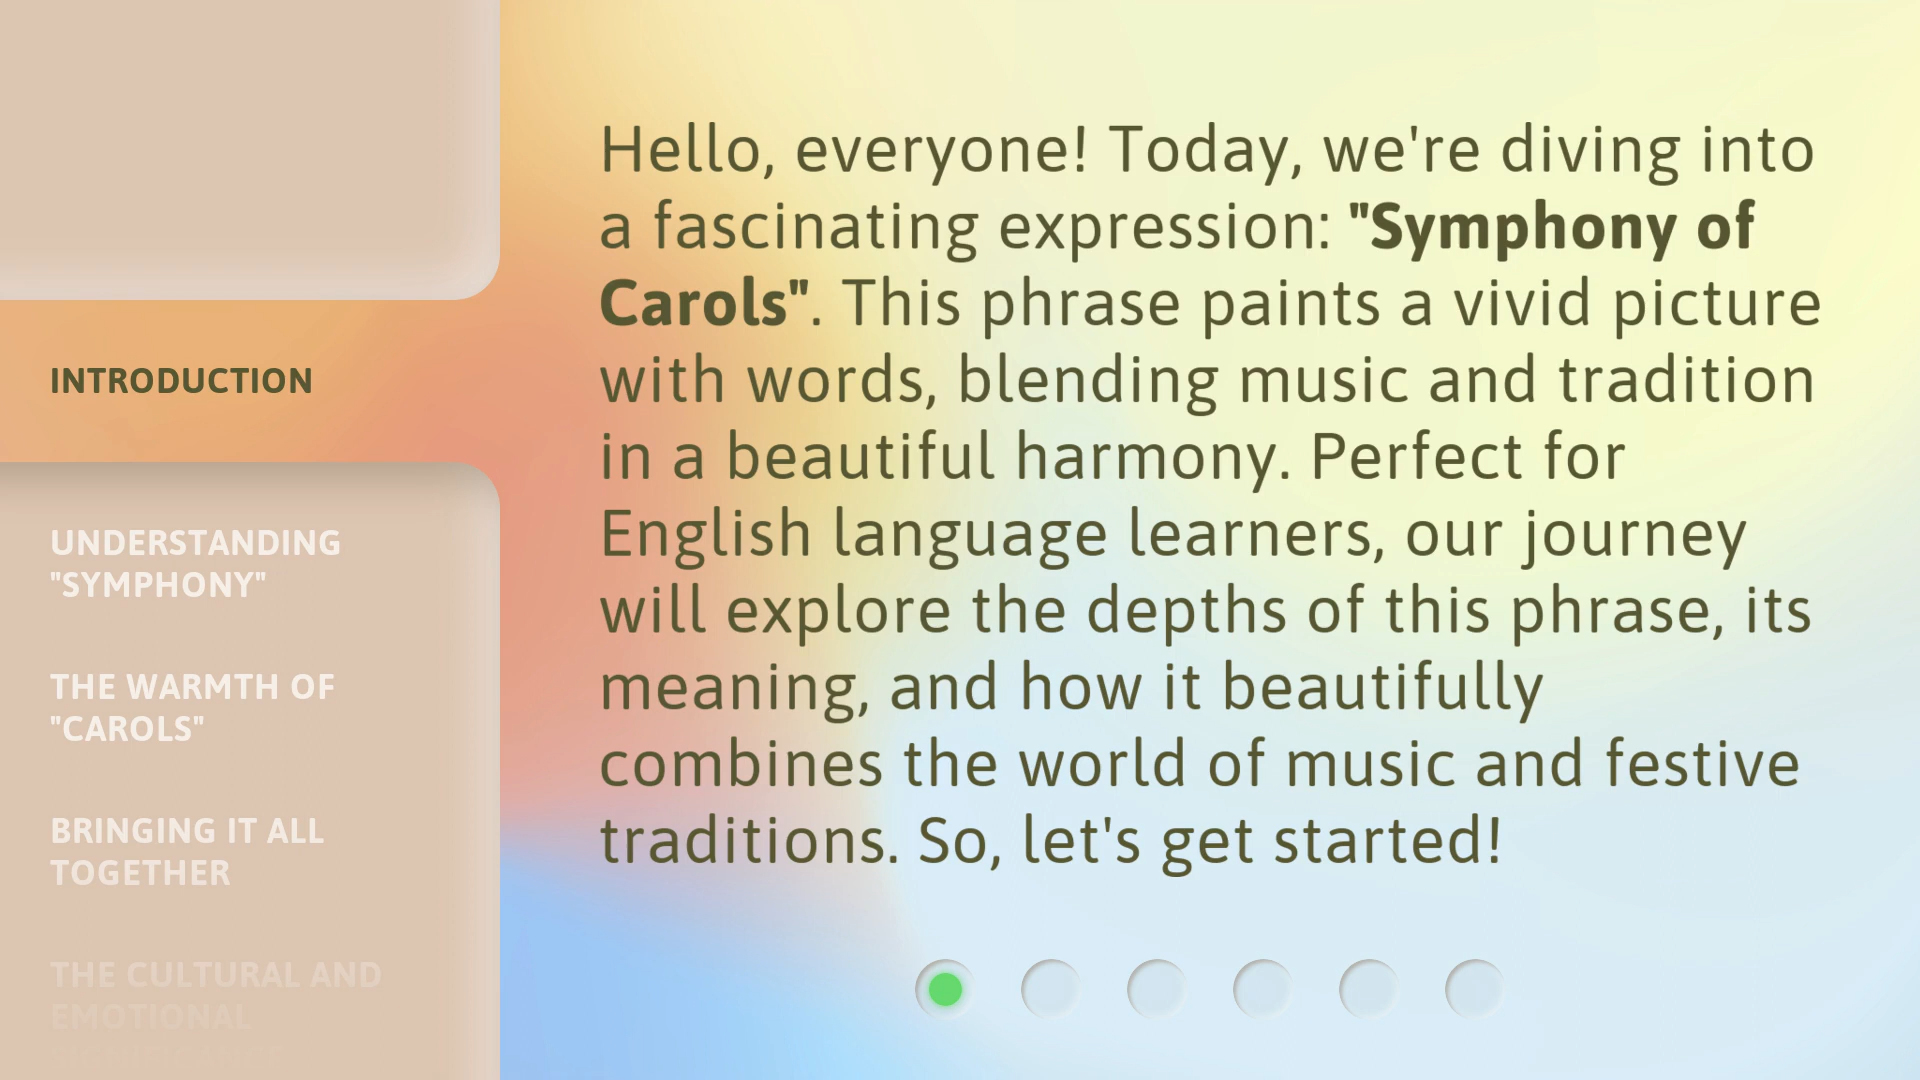 INTRODUCTION
UNDERSTANDING
"SYMPHONY"
THE WARMTH OF
"CAROLS"
BRINGING IT ALL
TOGETHER
THE CULTURAL AND
EMOTIONAL
SIGNIFICANCE
Hello, everyone! Today, we're diving into
a fascinating expression: "Symphony of
Carols". This phrase paints a vivid picture
with words, blending music and tradition
in a beautiful harmony. Perfect for
English language learners, our journey
will explore the depths of this phrase, its
meaning, and how it beautifully
combines the world of music and festive
traditions. So, let's get started!